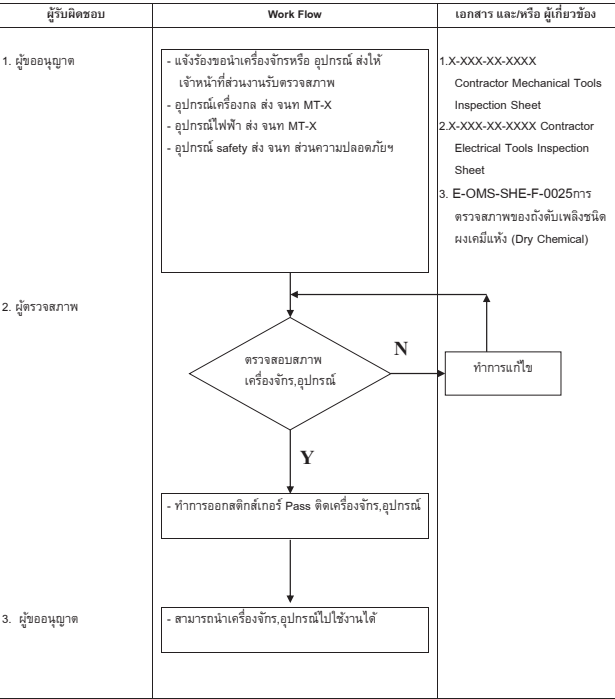 ผู้รับผิดชอบ
Work Flow
เอกสาร และ/หรือ ผู้เกี่ยวข้อง
1. ผู้ขออนุญาต
- แจ้งร้องขอนำเครื่องจักรหรือ อุปกรณ์ ส่งให้
เจ้าหน้าที่ส่วนงานรับตรวจสภาพ
- อุปกรณ์เครื่องกล ส่ง จนท MT-X
- อุปกรณ์ไฟฟ้า ส่ง จนท MT-X
- อุปกรณ์ safety ส่ง จนท ส่วนความปลอดภัยฯ
1.X-XXX-XX-XXXX
Contractor Mechanical Tools
Inspection Sheet
2.X-XXX-XX-XXXX Contractor
Electrical Tools Inspection
Sheet
3. E-OMS-SHE-F-0025การ
ตรวจสภาพของถังดับเพลิงชนิด
ผงเคมีแห้ง (Dry Chemical)
2. ผู้ตรวจสภาพ
ตรวจสอบสภาพ
เครื่องจักร,อุปกรณ์
N
ทำการแก้ไข
Y
- ทำการออกสติกส์เกอร์ Pass ติดเครื่องจักร,อุปกรณ์
3. ผู้ขออนุญาต
- สามารถนำเครื่องจักร,อุปกรณ์ไปใช้งานได้